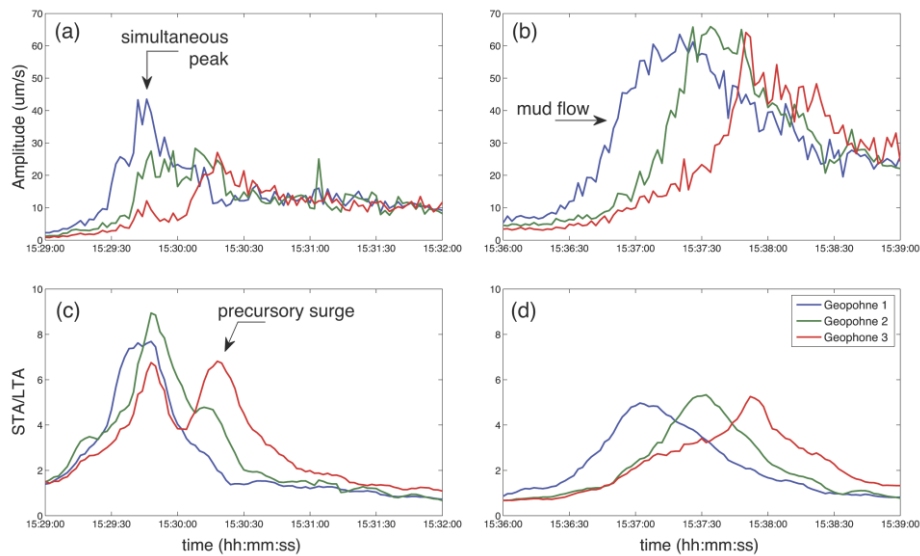 (a)
simultaneous
peak
Amplitude (um/s)
70
60
50
40
30
20
10
0
15:29:00 15:29:30 15:30:00 15:30:30 15:31:00 15:31:30 15:32:00
(b)
mud flow
70
60
50
40
30
20
10
0
15:36:00 15:36:30 15:37:00 15:37:30 15:38:00 15:38:30 15:39:00
(c)
precursory surge
STA/LTA
10
8
6
4
2
0
15:29:00 15:29:30 15:30:00 15:30:30 15:31:00 15:31:30 15:32:00
time (hh:mm:ss)
(d)
Geopohne 1
Geopohne 2
Geophone 3
10
8
6
4
2
0
15:36:00 15:36:30 15:37:00 15:37:30 15:38:00 15:38:30 15:39:00
time (hh:mm:ss)